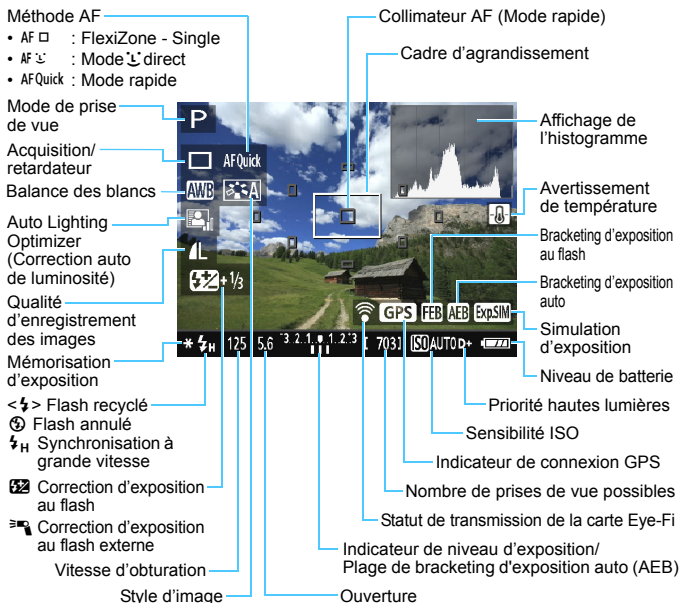 Méthode AF
• AF □ : FlexiZone - Single
• AF : Mode direct
• AF Quick : Mode rapide
Mode de prise
de vue
Acquisition/
retardateur
Balance des blancs
Auto Lighting
Optimizer
(Correction auto
de luminosité)
Qualité
d'enregistrement
des images
Mémorisation
d'exposition
< > Flash recyclé
Flash annulé
H Synchronisation à
grande vitesse
Correction d'exposition
au flash
Correction d'exposition
au flash externe
Vitesse d'obturation
Style d'image
Collimateur AF (Mode rapide)
Cadre d'agrandissement
Affichage de
l'histogramme
Avertissement
de température
Bracketing d'exposition
au flash
Bracketing d'exposition
auto
Simulation
d'exposition
Niveau de batterie
Priorité hautes lumières
Sensibilité ISO
Indicateur de connexion GPS
Nombre de prises de vue possibles
Statut de transmission de la carte Eye-Fi
Indicateur de niveau d'exposition/
Plage de bracketing d'exposition auto (AEB)
Ouverture
P
AF Quick
AWB A
L
+1/3
GPS FEB AEB Exp.SIM
* H 125 5.6 -3..2..1..0..1..2..+3 [ 703] ISO AUTO D+